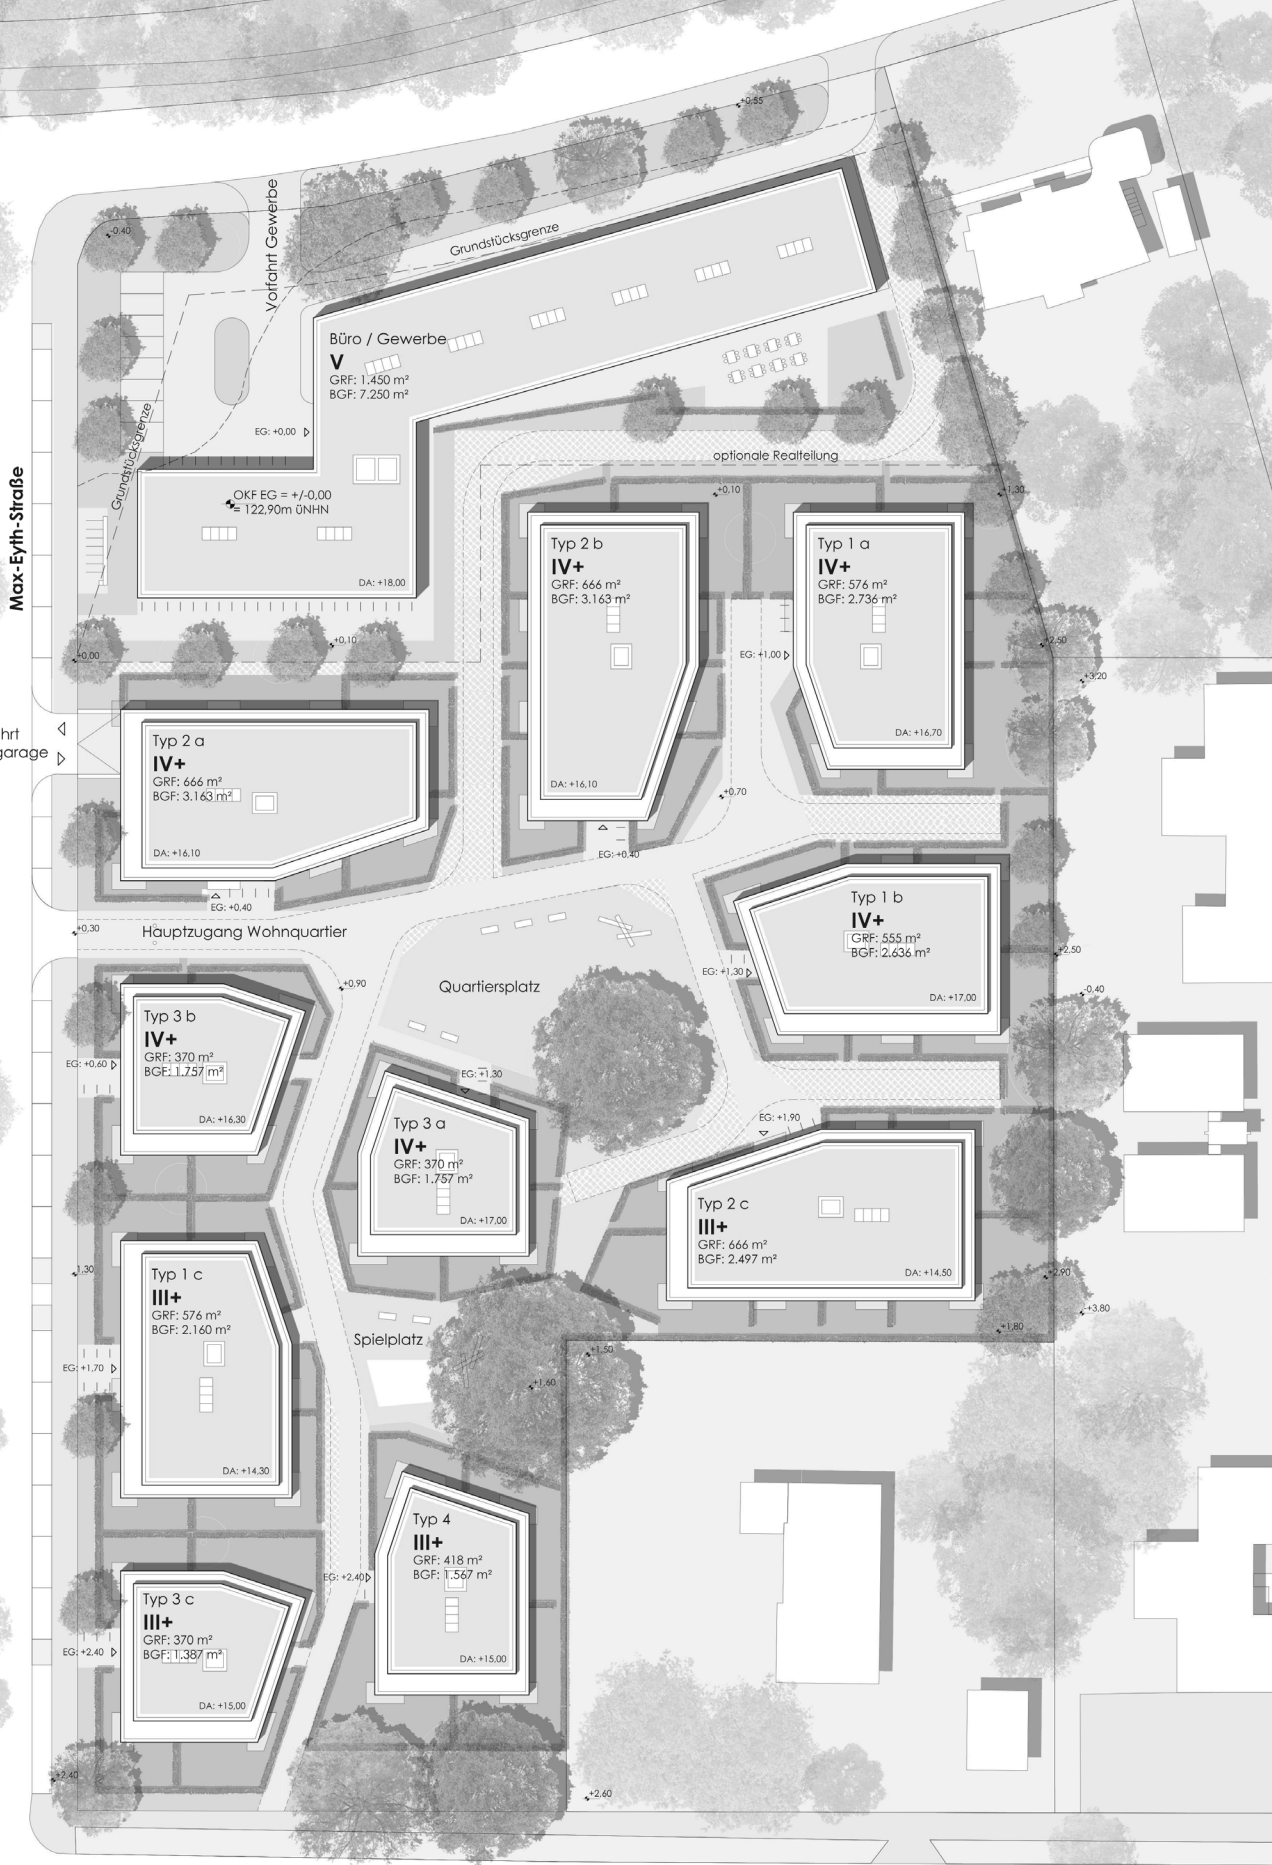 +0,55
Vorfahrt Gewerbe
-0,40
Grundstücksgrenze
Büro / Gewerbe
V
GRF: 1.450 m²
BGF: 7.250 m²
EG: +0,00
Grundstücksgrenze
optionale Realteilung
Max-Eyth-Straße
OKF EG = +/-0,00
= 122,90m üNHN
DA: +18,00
+0,10
+1,30
Typ 2 b
IV+
GRF: 666 m²
BGF: 3.163 m²
DA: +16,10
Typ 1 a
IV+
GRF: 576 m²
BGF: 2.736 m²
EG: +1,00
DA: +16,70
+0,10
+0,00
+2,50
+3,20
hrt
garage
Typ 2 a
IV+
GRF: 666 m²
BGF: 3.163 m²
DA: +16,10
+0,70
EG: +0,40
EG: +0,40
+0,30
Hauptzugang Wohnquartier
Typ 1 b
IV+
GRF: 555 m²
BGF: 2.636 m²
EG: +1,30
DA: +17,00
+2,50
-0,40
+0,90
Quartiersplatz
Typ 3 b
IV+
GRF: 370 m²
BGF: 1.757 m²
EG: +0,60
DA: +16,30
EG: +1,30
Typ 3 a
IV+
GRF: 370 m²
BGF: 1.757 m²
DA: +17,00
EG: +1,90
Typ 2 c
III+
GRF: 666 m²
BGF: 2.497 m²
DA: +14,50
+2,90
+3,80
+1,80
1,30
Typ 1 c
III+
GRF: 576 m²
BGF: 2.160 m²
EG: +1,70
DA: +14,30
Spielplatz
+1,50
+1,60
Typ 4
III+
GRF: 418 m²
BGF: 1.567 m²
EG: +2,40
DA: +15,00
Typ 3 c
III+
GRF: 370 m²
BGF: 1.387 m²
EG: +2,40
DA: +15,00
+2,40
+2,60